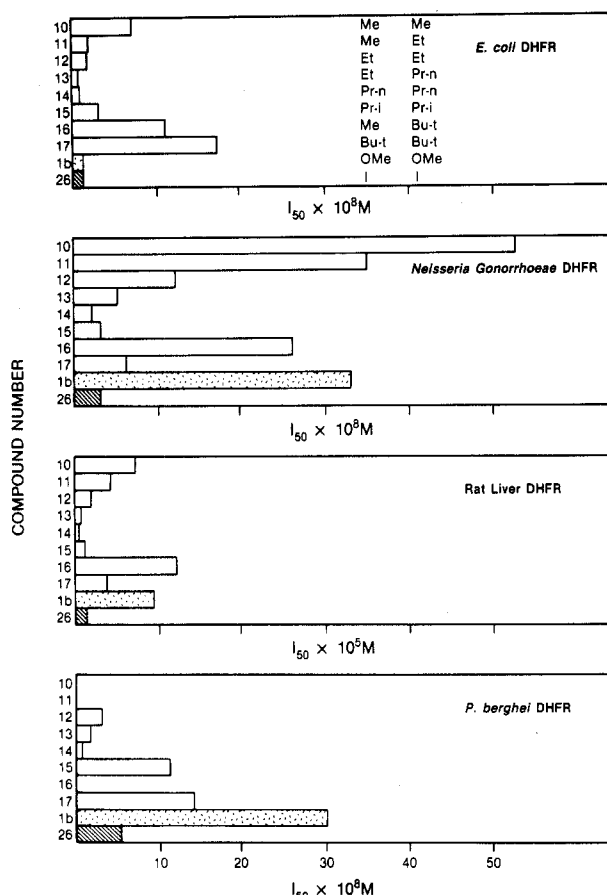 COMPOUND NUMBER
10 Me Me
11 Me Et E. coli DHFR
12 Et Et
13 Et Pr-n
14 Pr-n Pr-n
15 Pr-i Pr-i
16 Me Bu-t
17 Bu-t Bu-t
1b OMe OMe
26
I50 × 10⁸M
10
11 Neisseria Gonorrhoeae DHFR
12
13
14
15
16
17
1b
26
I50 × 10⁸M
10
11 Rat Liver DHFR
12
13
14
15
16
17
1b
26
I50 × 10⁵M
10
11 P. berghei DHFR
12
13
14
15
16
17
1b
26
10 20 30 40 50
I50 × 10⁸M